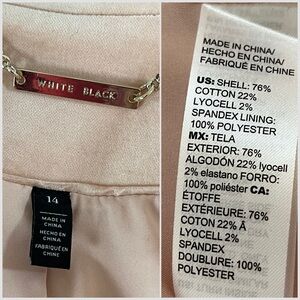 WHITE BLACK
14
MADE IN
CHINA
HECHO EN
CHINA
FABRIQUÉ EN
CHINE
MADE IN CHINA/
HECHO EN CHINA/
FABRIQUÉ EN CHINE
US: SHELL: 76%
COTTON 22%
LYOCELL 2%
SPANDEX LINING:
100% POLYESTER
MX: TELA
EXTERIOR: 76%
ALGODÓN 22% lyocell
2% elastano FORRO:
100% poliéster CA:
ÉTOFFE
EXTÉRIEURE: 76%
COTON 22% Â
LYOCELL 2%
SPANDEX
DOUBLURE: 100%
POLYESTER